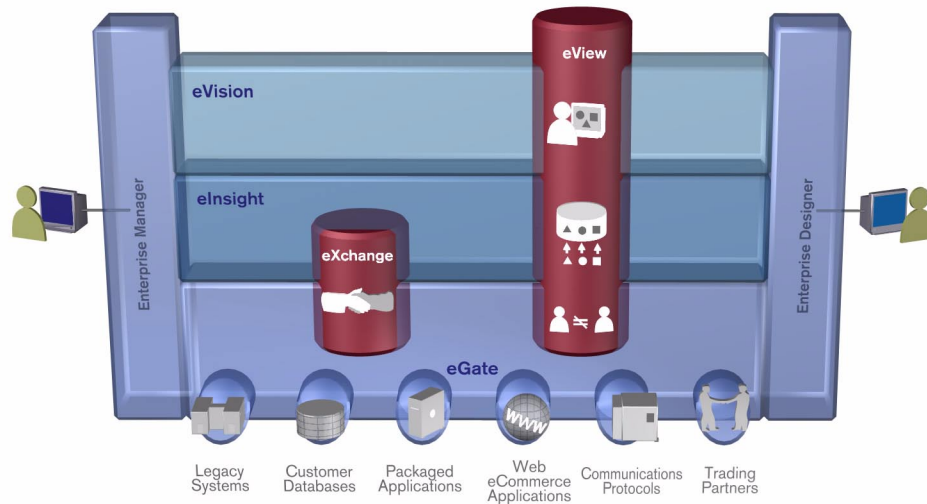 eView
eVision
eInsight
Enterprise Manager
Enterprise Designer
eXchange
eGate
www
Legacy
Systems
Customer
Databases
Packaged
Applications
Web
eCommerce
Applications
Communications
Protocols
Trading
Partners